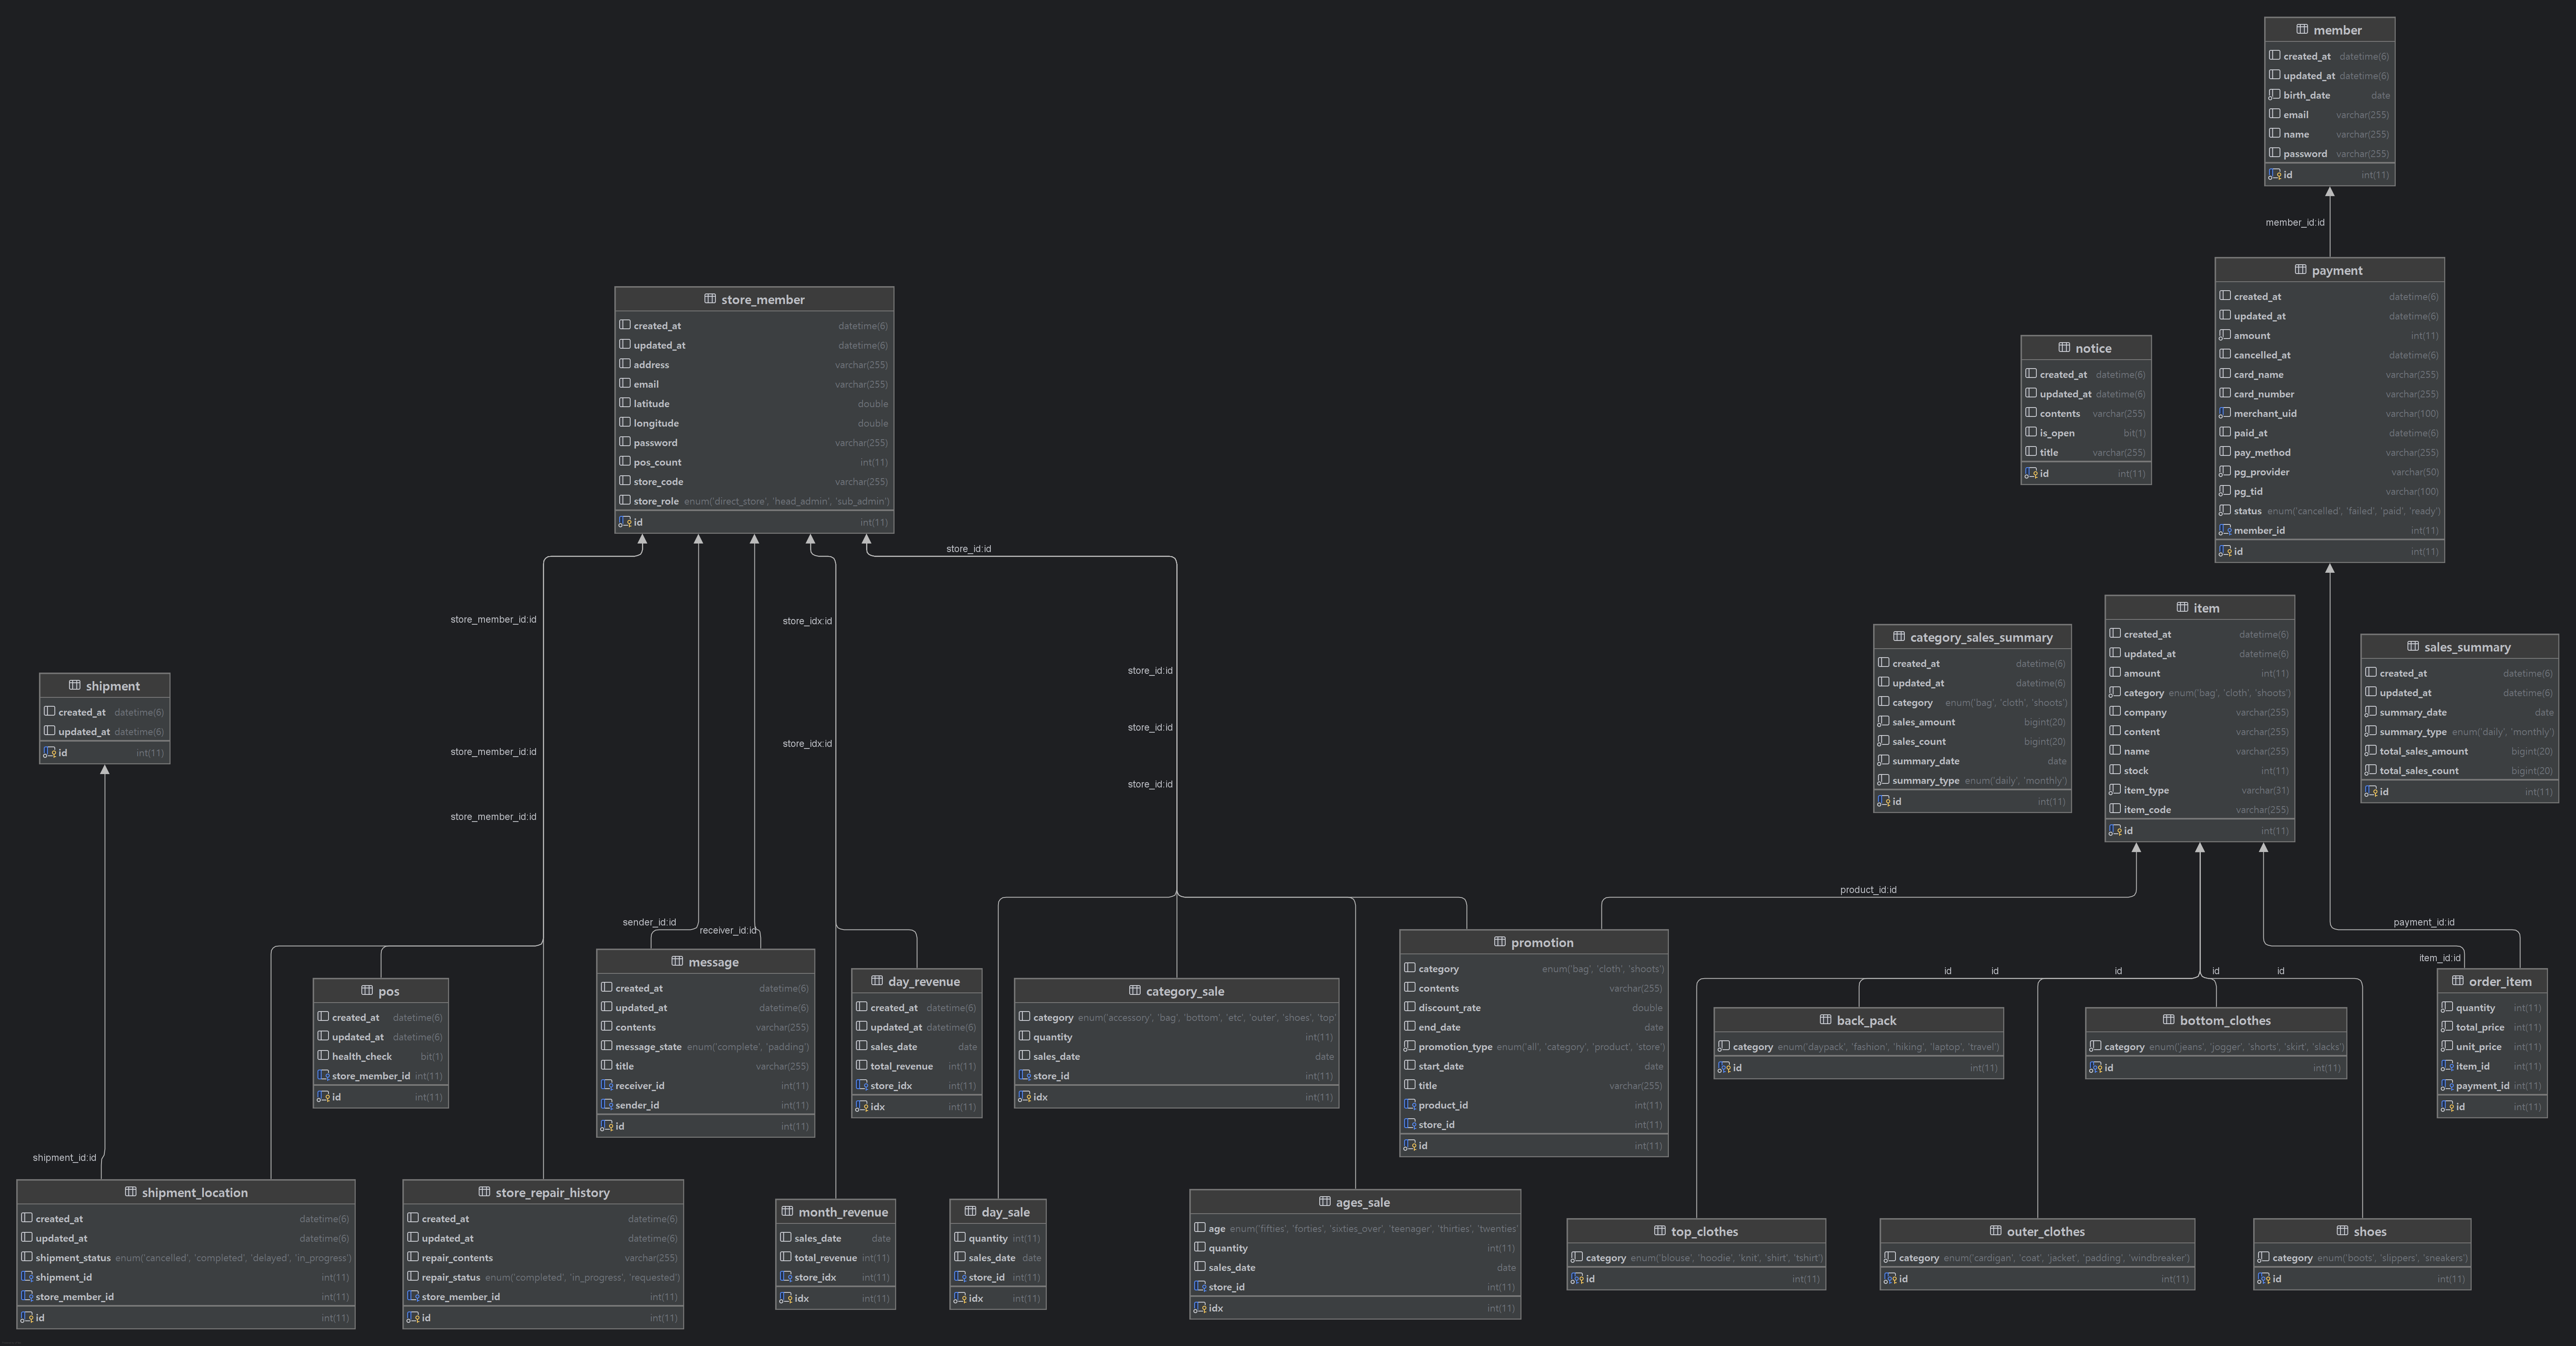 member
created_at datetime(6)
updated_at datetime(6)
birth_date date
email varchar(255)
name varchar(255)
password varchar(255)
id int(11)
member_id:id
payment
created_at datetime(6)
updated_at datetime(6)
amount int(11)
cancelled_at datetime(6)
card_name varchar(255)
card_number varchar(255)
merchant_uid varchar(100)
paid_at datetime(6)
pay_method varchar(255)
pg_provider varchar(50)
pg_tid varchar(100)
status enum('cancelled', 'failed', 'paid', 'ready')
member_id int(11)
id int(11)
store_member
created_at datetime(6)
updated_at datetime(6)
address varchar(255)
email varchar(255)
latitude double
longitude double
password varchar(255)
pos_count int(11)
store_code varchar(255)
store_role enum('direct_store', 'head_admin', 'sub_admin')
id int(11)
notice
created_at datetime(6)
updated_at datetime(6)
contents varchar(255)
is_open bit(1)
title varchar(255)
id int(11)
store_id:id
store_member_id:id
store_idx:id
store_id:id
store_id:id
store_member_id:id
store_idx:id
store_id:id
store_member_id:id
item
created_at datetime(6)
updated_at datetime(6)
amount int(11)
category enum('bag', 'cloth', 'shoots')
company varchar(255)
content varchar(255)
name varchar(255)
stock int(11)
item_type varchar(31)
item_code varchar(255)
id int(11)
category_sales_summary
created_at datetime(6)
updated_at datetime(6)
category enum('bag', 'cloth', 'shoots')
sales_amount bigint(20)
sales_count bigint(20)
summary_date date
summary_type enum('daily', 'monthly')
id int(11)
sales_summary
created_at datetime(6)
updated_at datetime(6)
summary_date date
summary_type enum('daily', 'monthly')
total_sales_amount bigint(20)
total_sales_count bigint(20)
id int(11)
shipment
created_at datetime(6)
updated_at datetime(6)
id int(11)
product_id:id
sender_id:id
receiver_id:id
payment_id:id
item_id:id
id id id id id
pos
created_at datetime(6)
updated_at datetime(6)
health_check bit(1)
store_member_id int(11)
id int(11)
message
created_at datetime(6)
updated_at datetime(6)
contents varchar(255)
message_state enum('complete', 'padding')
title varchar(255)
receiver_id int(11)
sender_id int(11)
id int(11)
day_revenue
created_at datetime(6)
updated_at datetime(6)
sales_date date
total_revenue int(11)
store_idx int(11)
idx int(11)
category_sale
category enum('accessory', 'bag', 'bottom', 'etc', 'outer', 'shoes', 'top'
quantity int(11)
sales_date date
store_id int(11)
idx int(11)
promotion
category enum('bag', 'cloth', 'shoots')
contents varchar(255)
discount_rate double
end_date date
promotion_type enum('all', 'category', 'product', 'store')
start_date date
title varchar(255)
product_id int(11)
store_id int(11)
id int(11)
back_pack
category enum('daypack', 'fashion', 'hiking', 'laptop', 'travel')
id int(11)
bottom_clothes
category enum('jeans', 'jogger', 'shorts', 'skirt', 'slacks')
id int(11)
order_item
quantity int(11)
total_price int(11)
unit_price int(11)
item_id int(11)
payment_id int(11)
id int(11)
shipment_id:id
shipment_location
created_at datetime(6)
updated_at datetime(6)
shipment_status enum('cancelled', 'completed', 'delayed', 'in_progress')
shipment_id int(11)
store_member_id int(11)
id int(11)
store_repair_history
created_at datetime(6)
updated_at datetime(6)
repair_contents varchar(255)
repair_status enum('completed', 'in_progress', 'requested')
store_member_id int(11)
id int(11)
month_revenue
sales_date date
total_revenue int(11)
store_idx int(11)
idx int(11)
day_sale
quantity int(11)
sales_date date
store_id int(11)
idx int(11)
ages_sale
age enum('fifties', 'forties', 'sixties_over', 'teenager', 'thirties', 'twenties'
quantity int(11)
sales_date date
store_id int(11)
idx int(11)
top_clothes
category enum('blouse', 'hoodie', 'knit', 'shirt', 'tshirt')
id int(11)
outer_clothes
category enum('cardigan', 'coat', 'jacket', 'padding', 'windbreaker')
id int(11)
shoes
category enum('boots', 'slippers', 'sneakers')
id int(11)